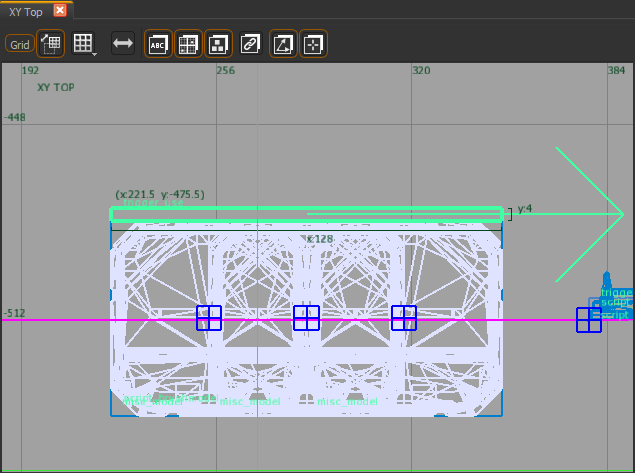 XY Top
Grid
ABC
192 256 320 384
XY TOP
-448
(x:221.5 y:-475.5)
y:4
x:128
trigge
script
script
-512
misc_model misc_model misc_model